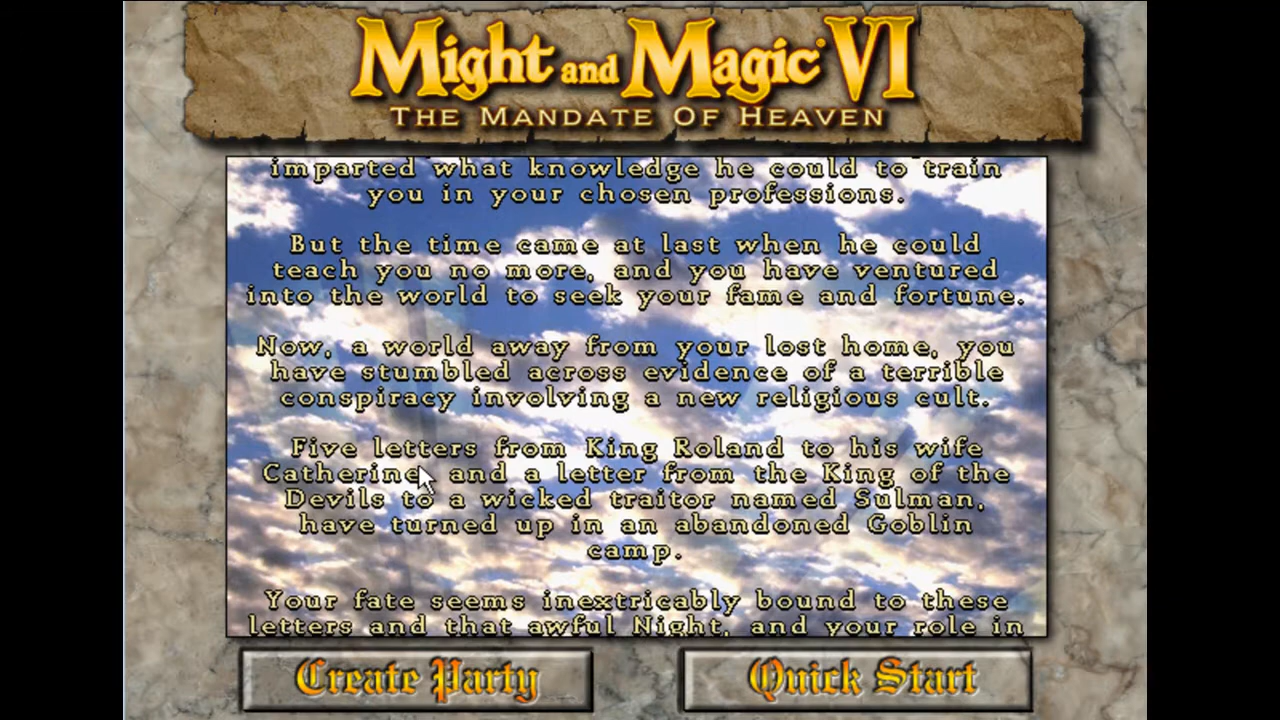 Might and Magic VI
THE MANDATE OF HEAVEN
imparted what knowledge he could to train
you in your chosen professions.
But the time came at last when he could
teach you no more, and you have ventured
into the world to seek your fame and fortune.
Now, a world away from your lost home, you
have stumbled across evidence of a terrible
conspiracy involving a new religious cult.
Five letters from King Roland to his wife
Catherine, and a letter from the King of the
Devils to a wicked traitor named Sulman,
have turned up in an abandoned Goblin
camp.
Your fate seems inextricably bound to these
letters and that awful Night, and your role in
Create Party
Quick Start